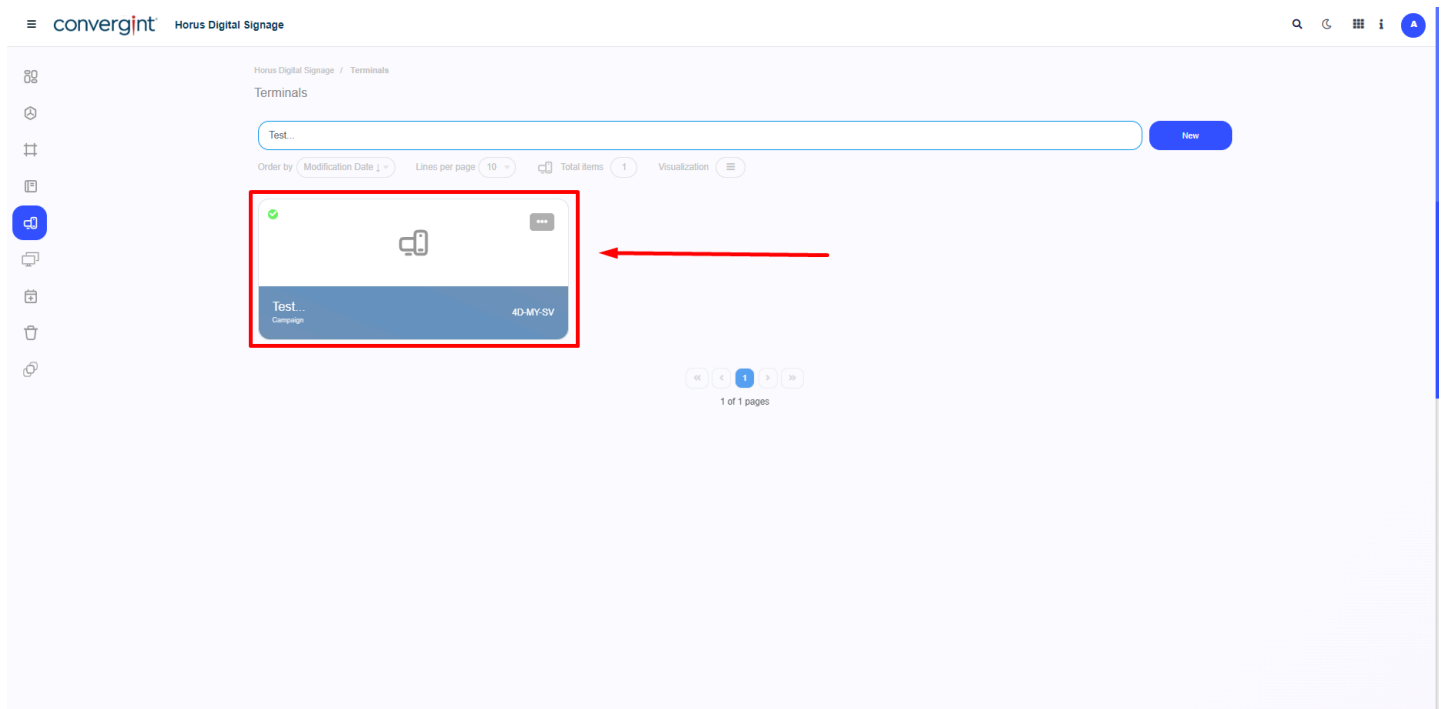 convergint Horus Digital Signage A
Horus Digital Signage / Terminals
Terminals
Test... New
Order by Modification Date ↓ Lines per page 10 Total items 1 Visualization
Test...
Campaign
4D-MY-SV
« ‹ 1 › »
1 of 1 pages